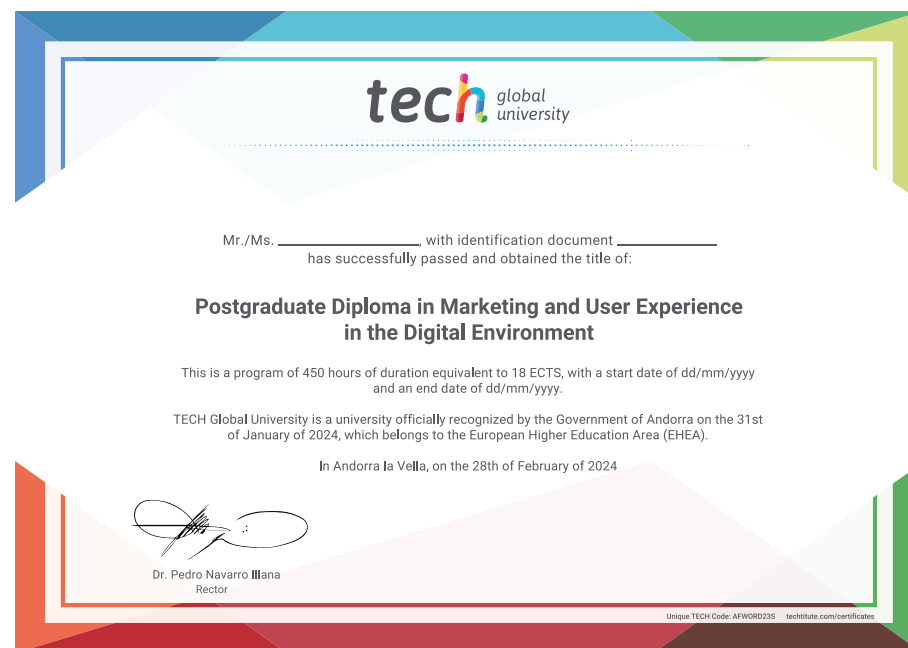 tech global
university
Mr./Ms. ____________, with identification document ____________
has successfully passed and obtained the title of:
Postgraduate Diploma in Marketing and User Experience
in the Digital Environment
This is a program of 450 hours of duration equivalent to 18 ECTS, with a start date of dd/mm/yyyy
and an end date of dd/mm/yyyy.
TECH Global University is a university officially recognized by the Government of Andorra on the 31st
of January of 2024, which belongs to the European Higher Education Area (EHEA).
In Andorra la Vella, on the 28th of February of 2024
Dr. Pedro Navarro Illana
Rector
Unique TECH Code: AFWORD23S techtitute.com/certificates